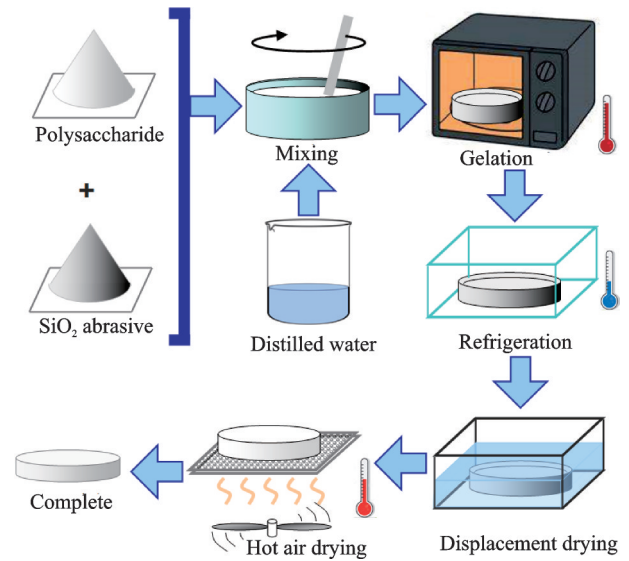 Polysaccharide
+
SiO₂ abrasive
Mixing
Distilled water
Gelation
Refrigeration
Displacement drying
Hot air drying
Complete